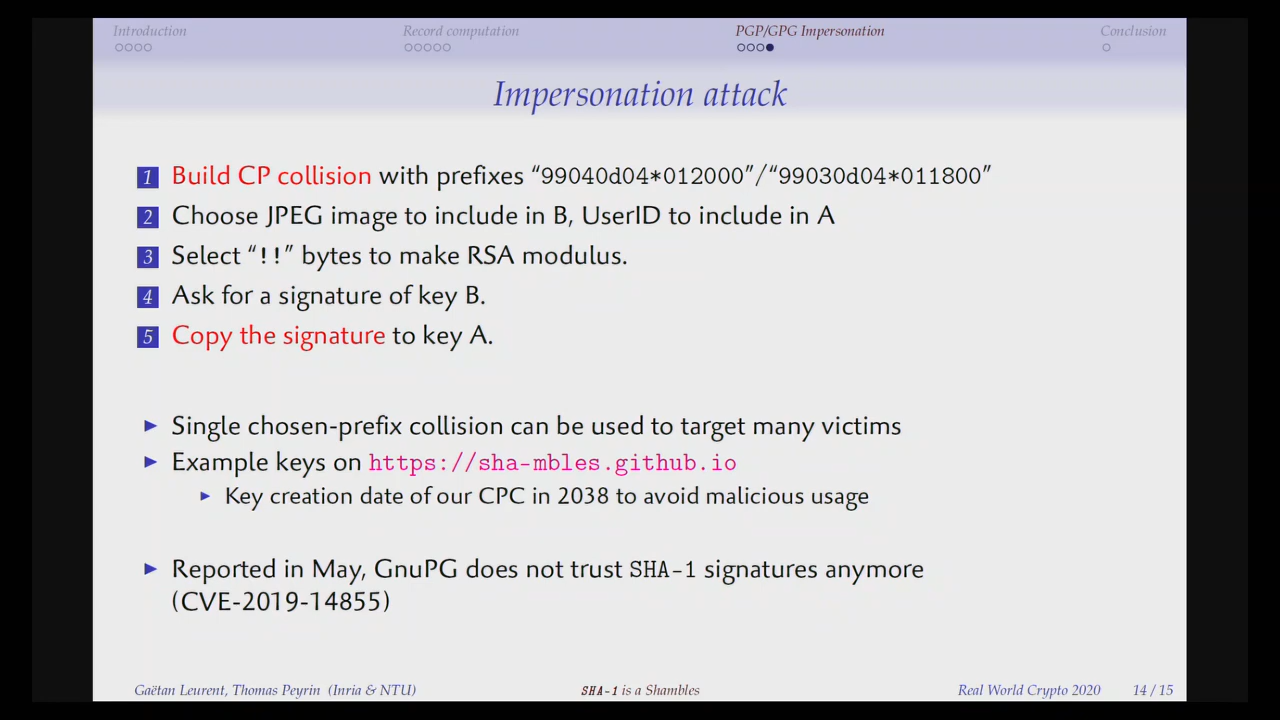 Introduction
Record computation
PGP/GPG Impersonation
Conclusion
Impersonation attack
1 Build CP collision with prefixes “99040d04*012000”/“99030d04*011800”
2 Choose JPEG image to include in B, UserID to include in A
3 Select “!!” bytes to make RSA modulus.
4 Ask for a signature of key B.
5 Copy the signature to key A.
Single chosen-prefix collision can be used to target many victims
Example keys on https://sha-mbles.github.io
Key creation date of our CPC in 2038 to avoid malicious usage
Reported in May, GnuPG does not trust SHA-1 signatures anymore
(CVE-2019-14855)
Gaëtan Leurent, Thomas Peyrin (Inria & NTU)
SHA-1 is a Shambles
Real World Crypto 2020
14 / 15